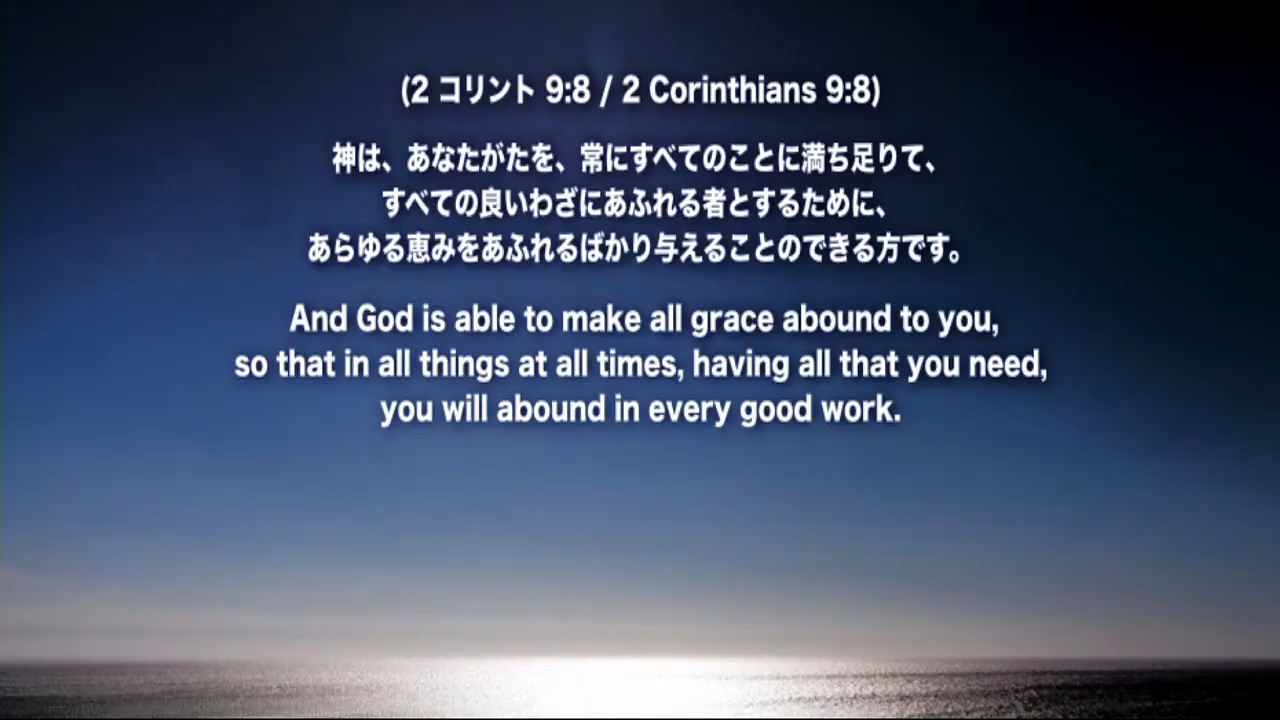 (2 コリント 9:8 / 2 Corinthians 9:8)
神は、あなたがたを、常にすべてのことに満ち足りて、
すべての良いわざにあふれる者とするために、
あらゆる恵みをあふれるばかり与えることのできる方です。
And God is able to make all grace abound to you,
so that in all things at all times, having all that you need,
you will abound in every good work.